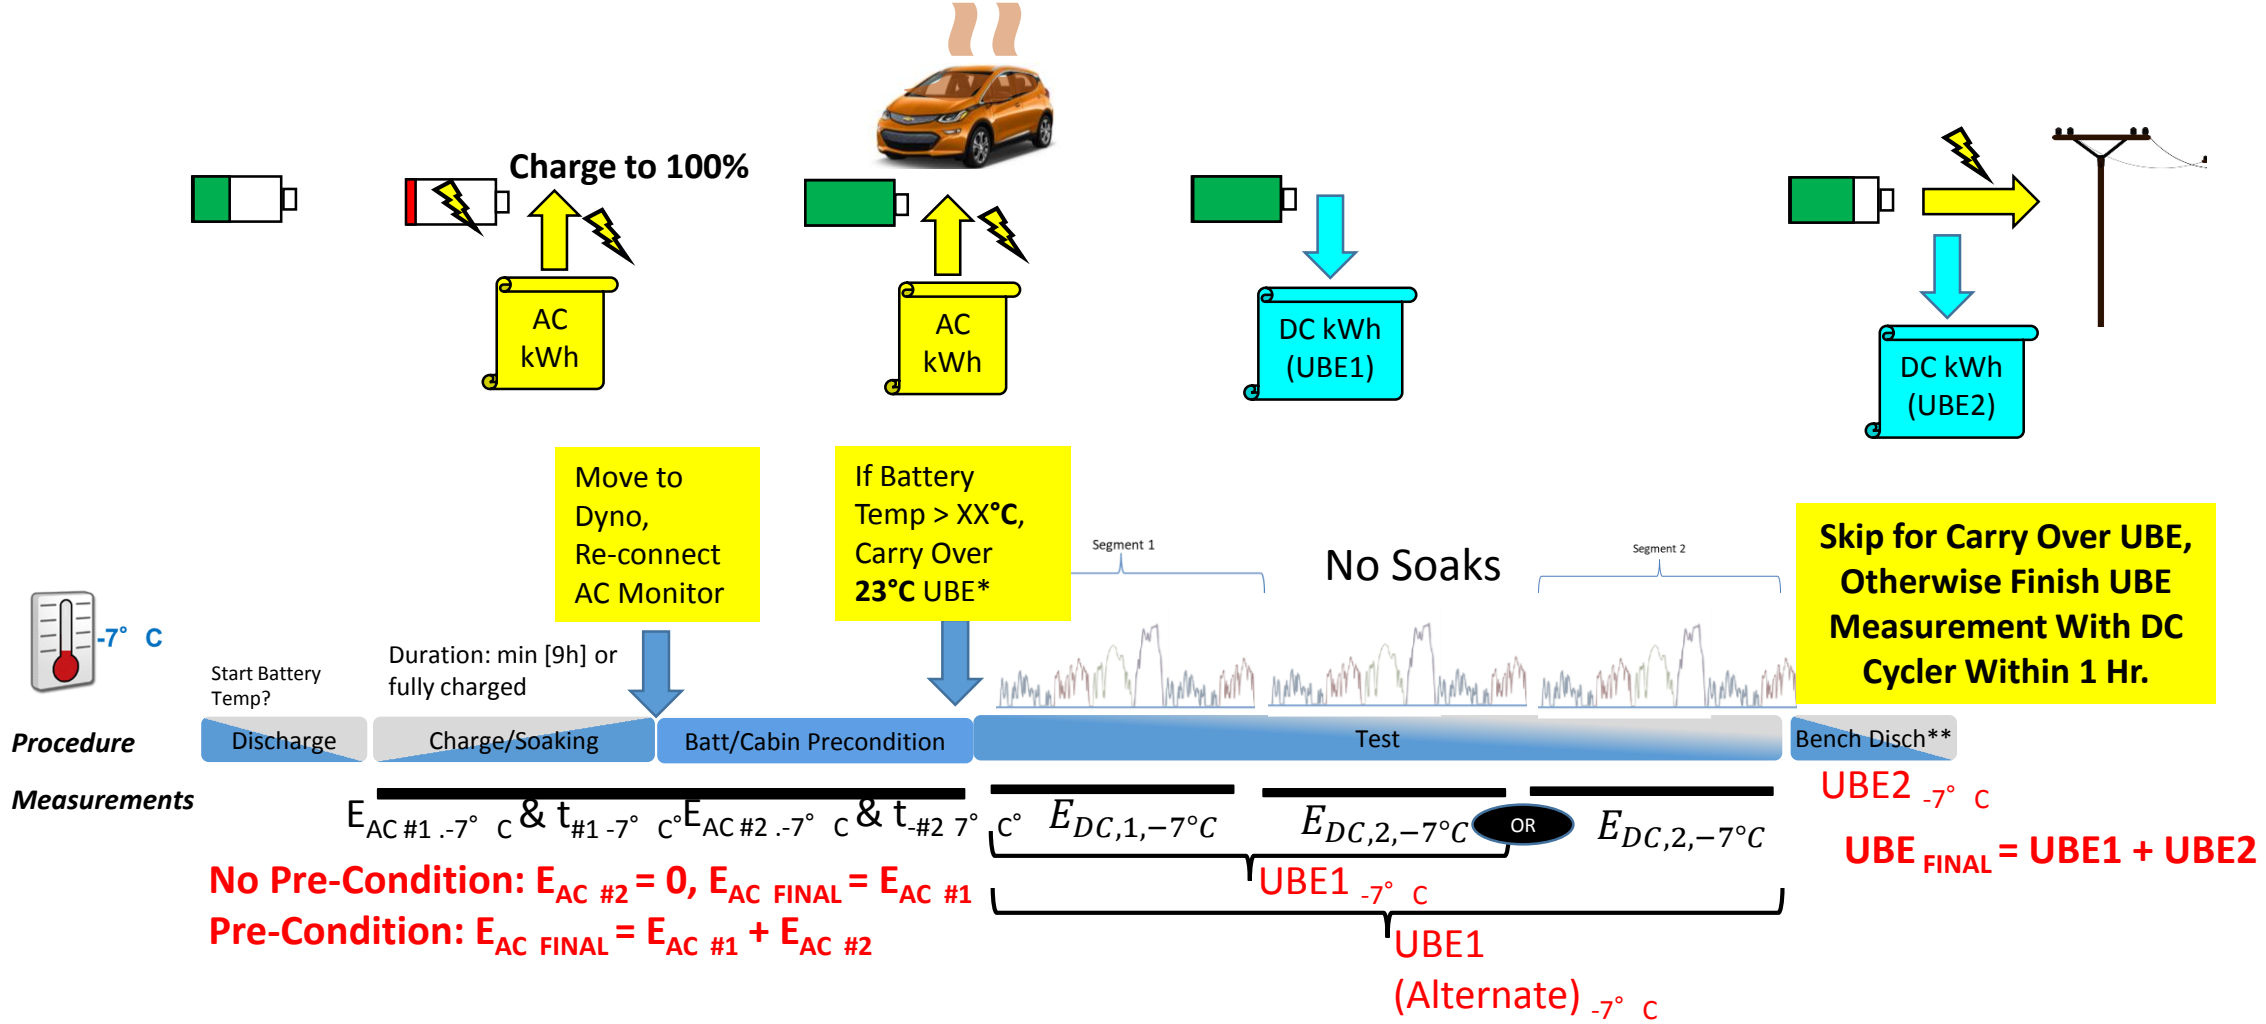 Charge to 100%
AC
kWh
AC
kWh
DC kWh
(UBE1)
DC kWh
(UBE2)
Move to
Dyno,
Re-connect
AC Monitor
If Battery
Temp > XX°C,
Carry Over
23°C UBE*
Segment 1
No Soaks
Segment 2
Skip for Carry Over UBE,
Otherwise Finish UBE
Measurement With DC
Cycler Within 1 Hr.
-7° C
Start Battery
Temp?
Duration: min [9h] or
fully charged
Procedure
Discharge
Charge/Soaking
Batt/Cabin Precondition
Test
Bench Disch**
Measurements
E AC #1 .-7° C & t #1 -7° C°
E AC #2 .-7° C & t -#2 7° C°
E DC,1,−7°C
E DC,2,−7°C
OR
E DC,2,−7°C
UBE2 -7° C
UBE FINAL = UBE1 + UBE2
No Pre-Condition: E AC #2 = 0, E AC FINAL = E AC #1
Pre-Condition: E AC FINAL = E AC #1 + E AC #2
UBE1 -7° C
UBE1
(Alternate) -7° C